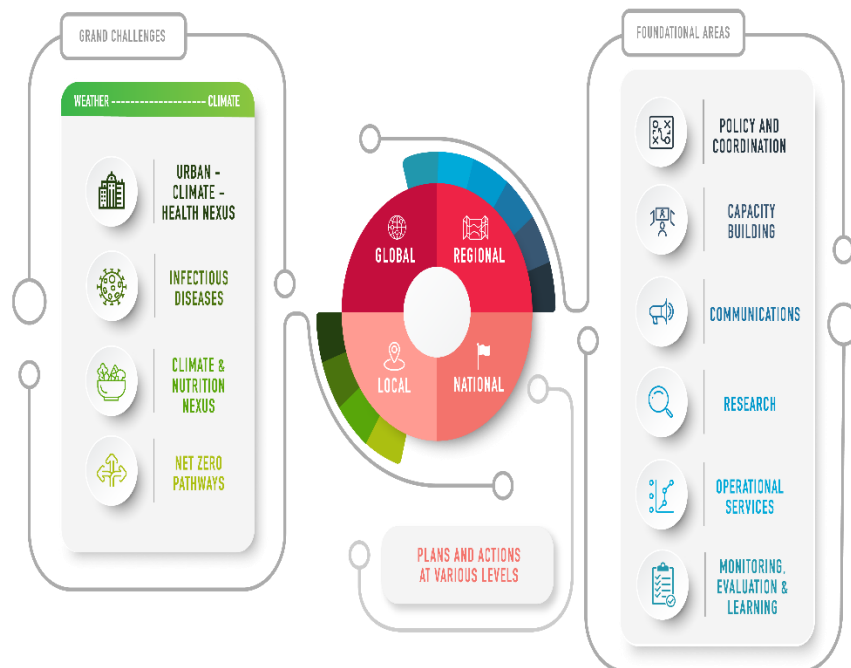 GRAND CHALLENGES
WEATHER --------------------- CLIMATE
URBAN –
CLIMATE –
HEALTH NEXUS
INFECTIOUS
DISEASES
CLIMATE &
NUTRITION
NEXUS
NET ZERO
PATHWAYS
GLOBAL
REGIONAL
LOCAL
NATIONAL
PLANS AND ACTIONS
AT VARIOUS LEVELS
FOUNDATIONAL AREAS
POLICY AND
COORDINATION
CAPACITY
BUILDING
COMMUNICATIONS
RESEARCH
OPERATIONAL
SERVICES
MONITORING,
EVALUATION &
LEARNING